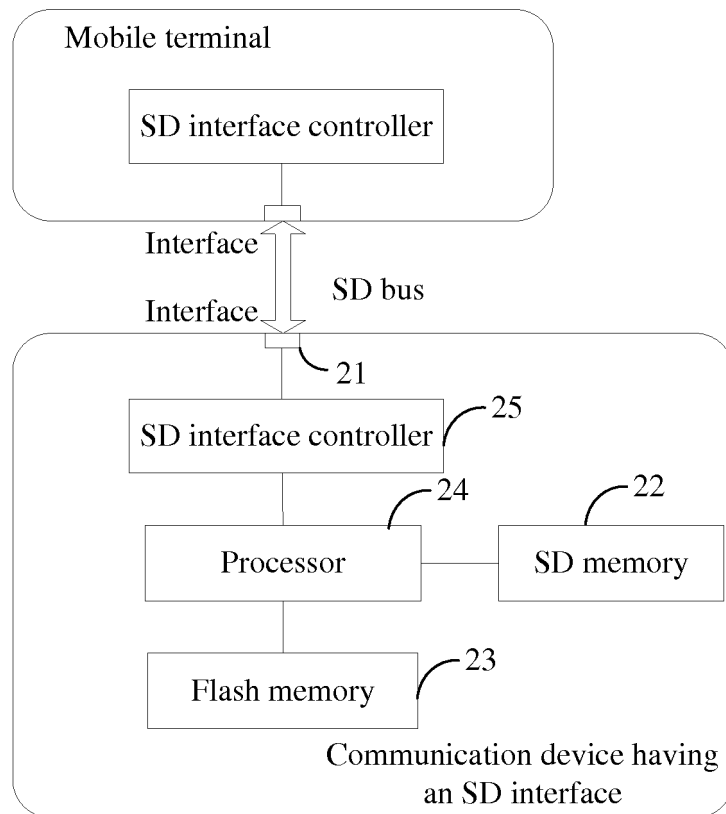 Mobile terminal
SD interface controller
Interface
SD bus
Interface
21
SD interface controller
25
24
22
Processor
SD memory
23
Flash memory
Communication device having
an SD interface